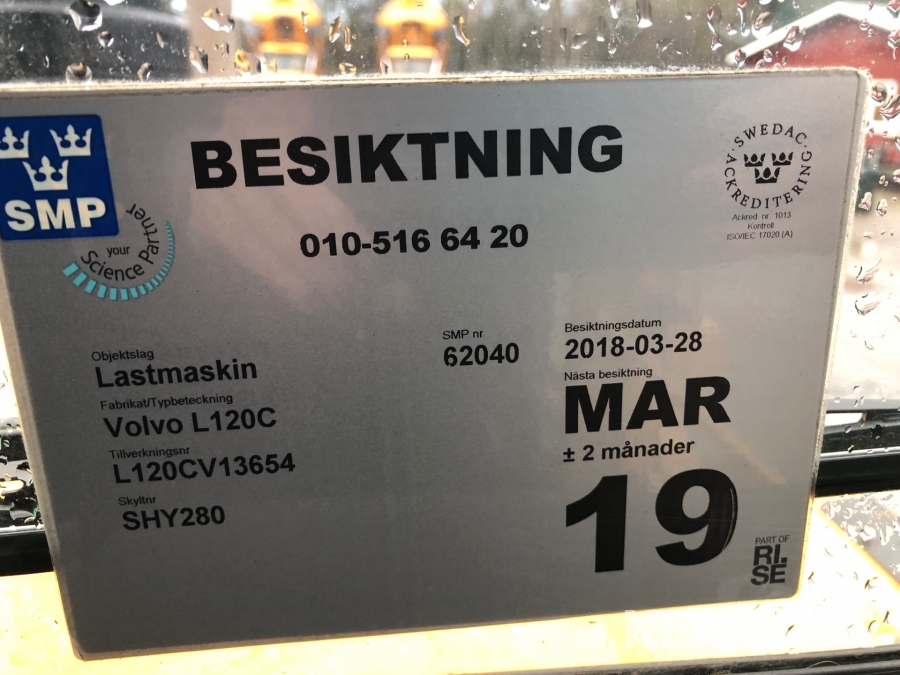 SMP
your
Science Partner
BESIKTNING
010-516 64 20
SWEDAC
ACKREDITERING
Ackred nr. 1013
Kontroll
ISO/IEC 17020 (A)
Objektslag
Lastmaskin
Fabrikat/Typbeteckning
Volvo L120C
Tillverkningsnr
L120CV13654
Skyltnr
SHY280
SMP nr
62040
Besiktningsdatum
2018-03-28
Nästa besiktning
MAR
± 2 månader
19
PART OF
RI.
SE